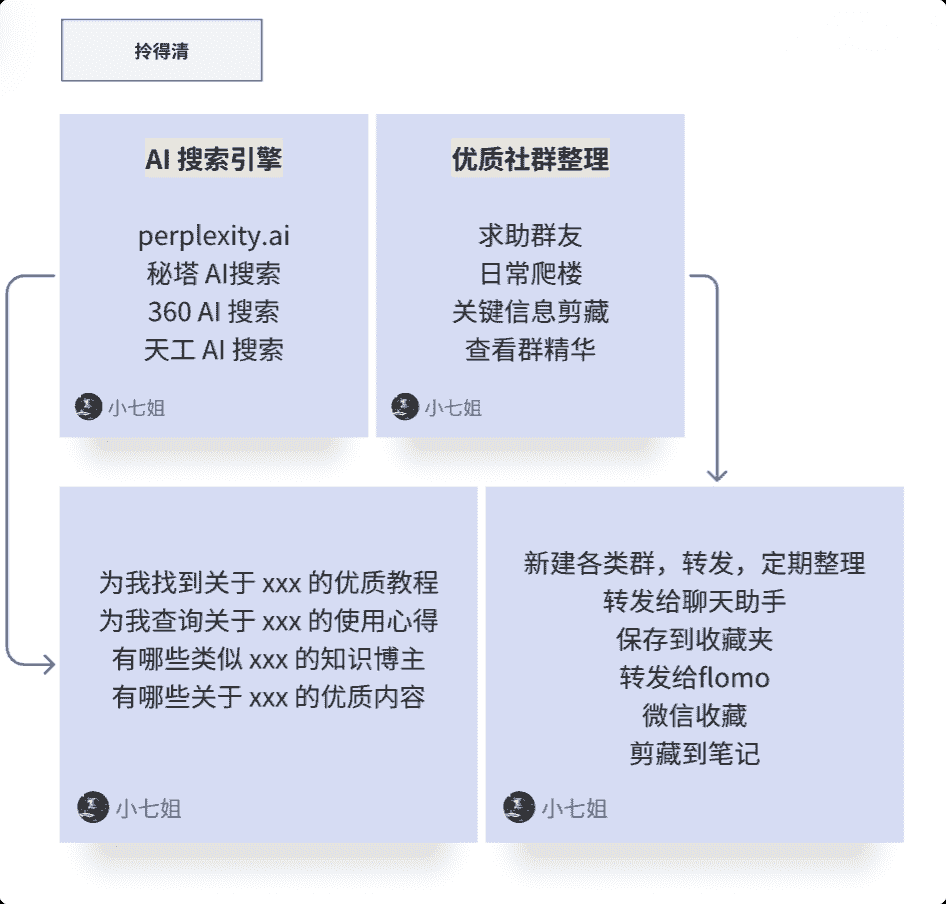 拎得清
AI 搜索引擎
perplexity.ai
秘塔 AI搜索
360 AI 搜索
天工 AI 搜索
小七姐
优质社群整理
求助群友
日常爬楼
关键信息剪藏
查看群精华
小七姐
为我找到关于 xxx 的优质教程
为我查询关于 xxx 的使用心得
有哪些类似 xxx 的知识博主
有哪些关于 xxx 的优质内容
小七姐
新建各类群，转发，定期整理
转发给聊天助手
保存到收藏夹
转发给flomo
微信收藏
剪藏到笔记
小七姐